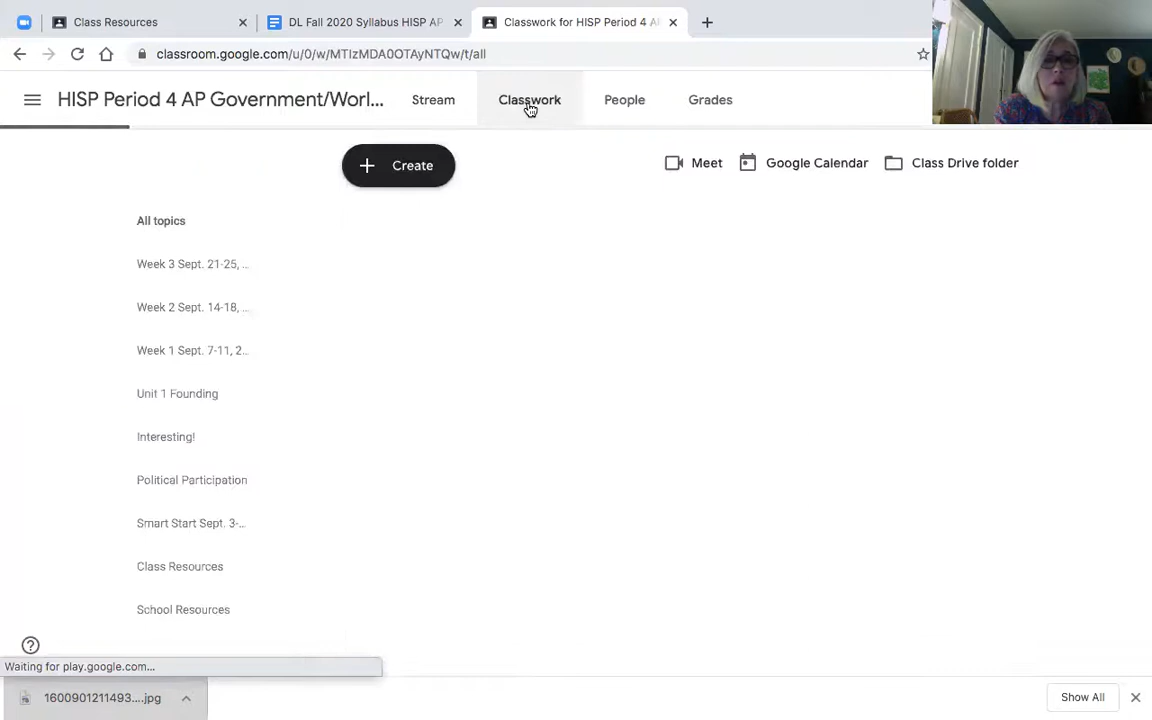 Class Resources
DL Fall 2020 Syllabus HISP AP
Classwork for HISP Period 4 A
classroom.google.com/u/0/w/MTIzMDA0OTAyNTQw/t/all
HISP Period 4 AP Government/Worl...
Stream
Classwork
People
Grades
Create
Meet
Google Calendar
Class Drive folder
All topics
Week 3 Sept. 21-25, ...
Week 2 Sept. 14-18, ...
Week 1 Sept. 7-11, 2...
Unit 1 Founding
Interesting!
Political Participation
Smart Start Sept. 3-...
Class Resources
School Resources
Waiting for play.google.com...
1600901211493....jpg
Show All